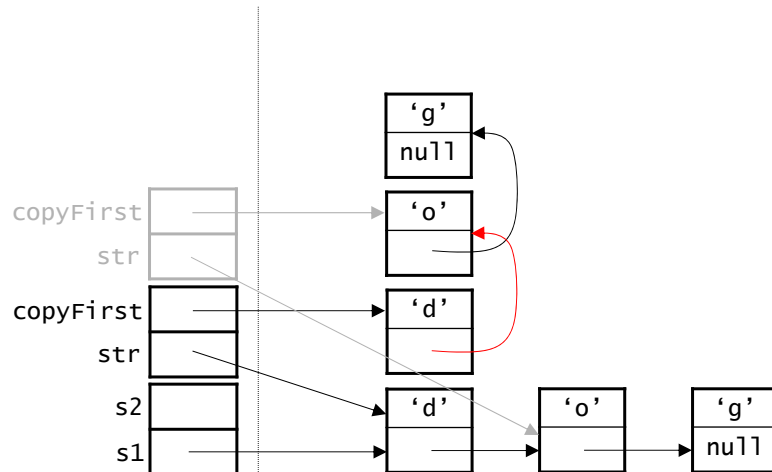 ‘g’
null
copyFirst
‘o’
str
copyFirst
‘d’
str
s2
‘d’
‘o’
‘g’
s1
null